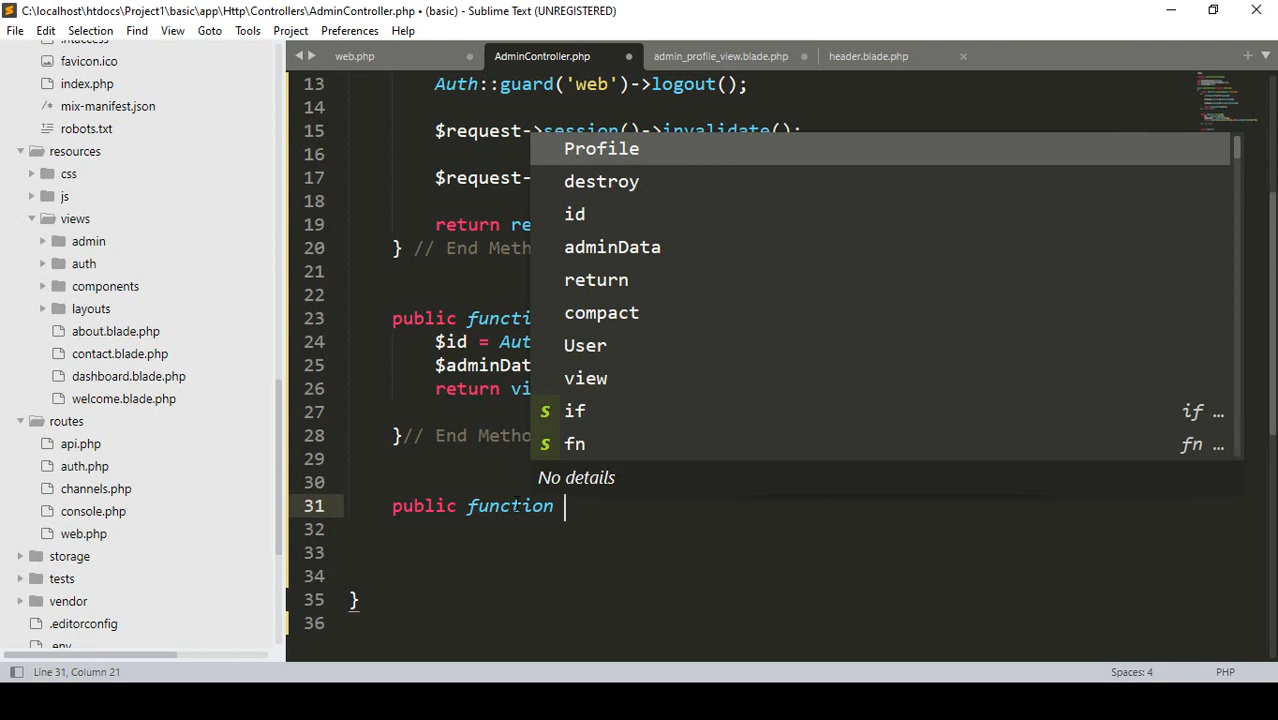 C:\localhost\htdocs\Project1\basic\app\Http\Controllers\AdminController.php • (basic) - Sublime Text (UNREGISTERED)
File Edit Selection Find View Goto Tools Project Preferences Help
favicon.ico
index.php
mix-manifest.json
robots.txt
resources
css
js
views
admin
auth
components
layouts
about.blade.php
contact.blade.php
dashboard.blade.php
welcome.blade.php
routes
api.php
auth.php
channels.php
console.php
web.php
storage
tests
vendor
.editorconfig
.env
web.php AdminController.php admin_profile_view.blade.php header.blade.php
13 Auth::guard('web')->logout();
14
15 $request->session()->invalidate();
16
17 $request-
18
19 return re
20 } // End Metho
21
22
23 public functi
24 $id = Aut
25 $adminDat
26 return vi
27
28 }// End Metho
29
30
31 public function
32
33
34
35 }
36
Profile
destroy
id
adminData
return
compact
User
view
S if if ...
S fn fn ...
No details
Line 31, Column 21 Spaces: 4 PHP